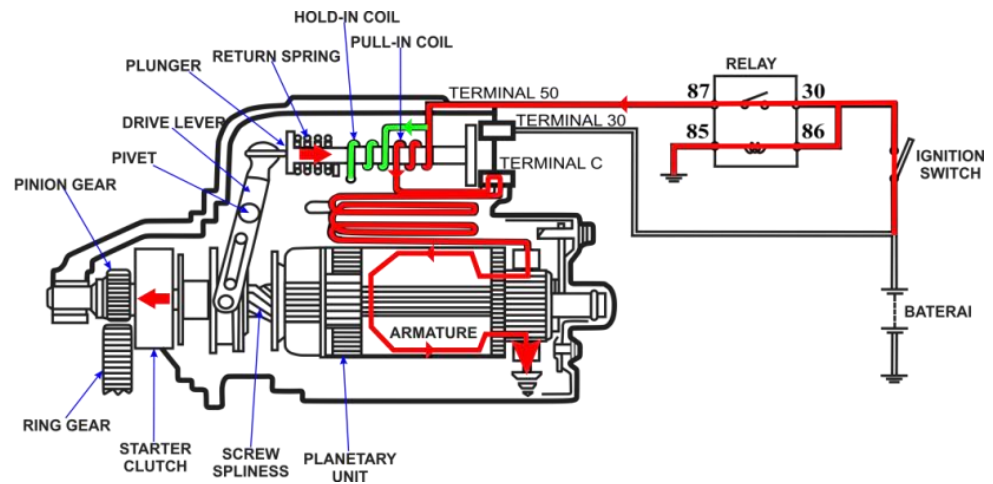 HOLD-IN COIL
PULL-IN COIL
RETURN SPRING
PLUNGER
DRIVE LEVER
PIVET
PINION GEAR
TERMINAL 50
TERMINAL 30
TERMINAL C
RELAY
87
30
85
86
IGNITION
SWITCH
BATERAI
ARMATURE
RING GEAR
STARTER
CLUTCH
SCREW
SPLINESS
PLANETARY
UNIT